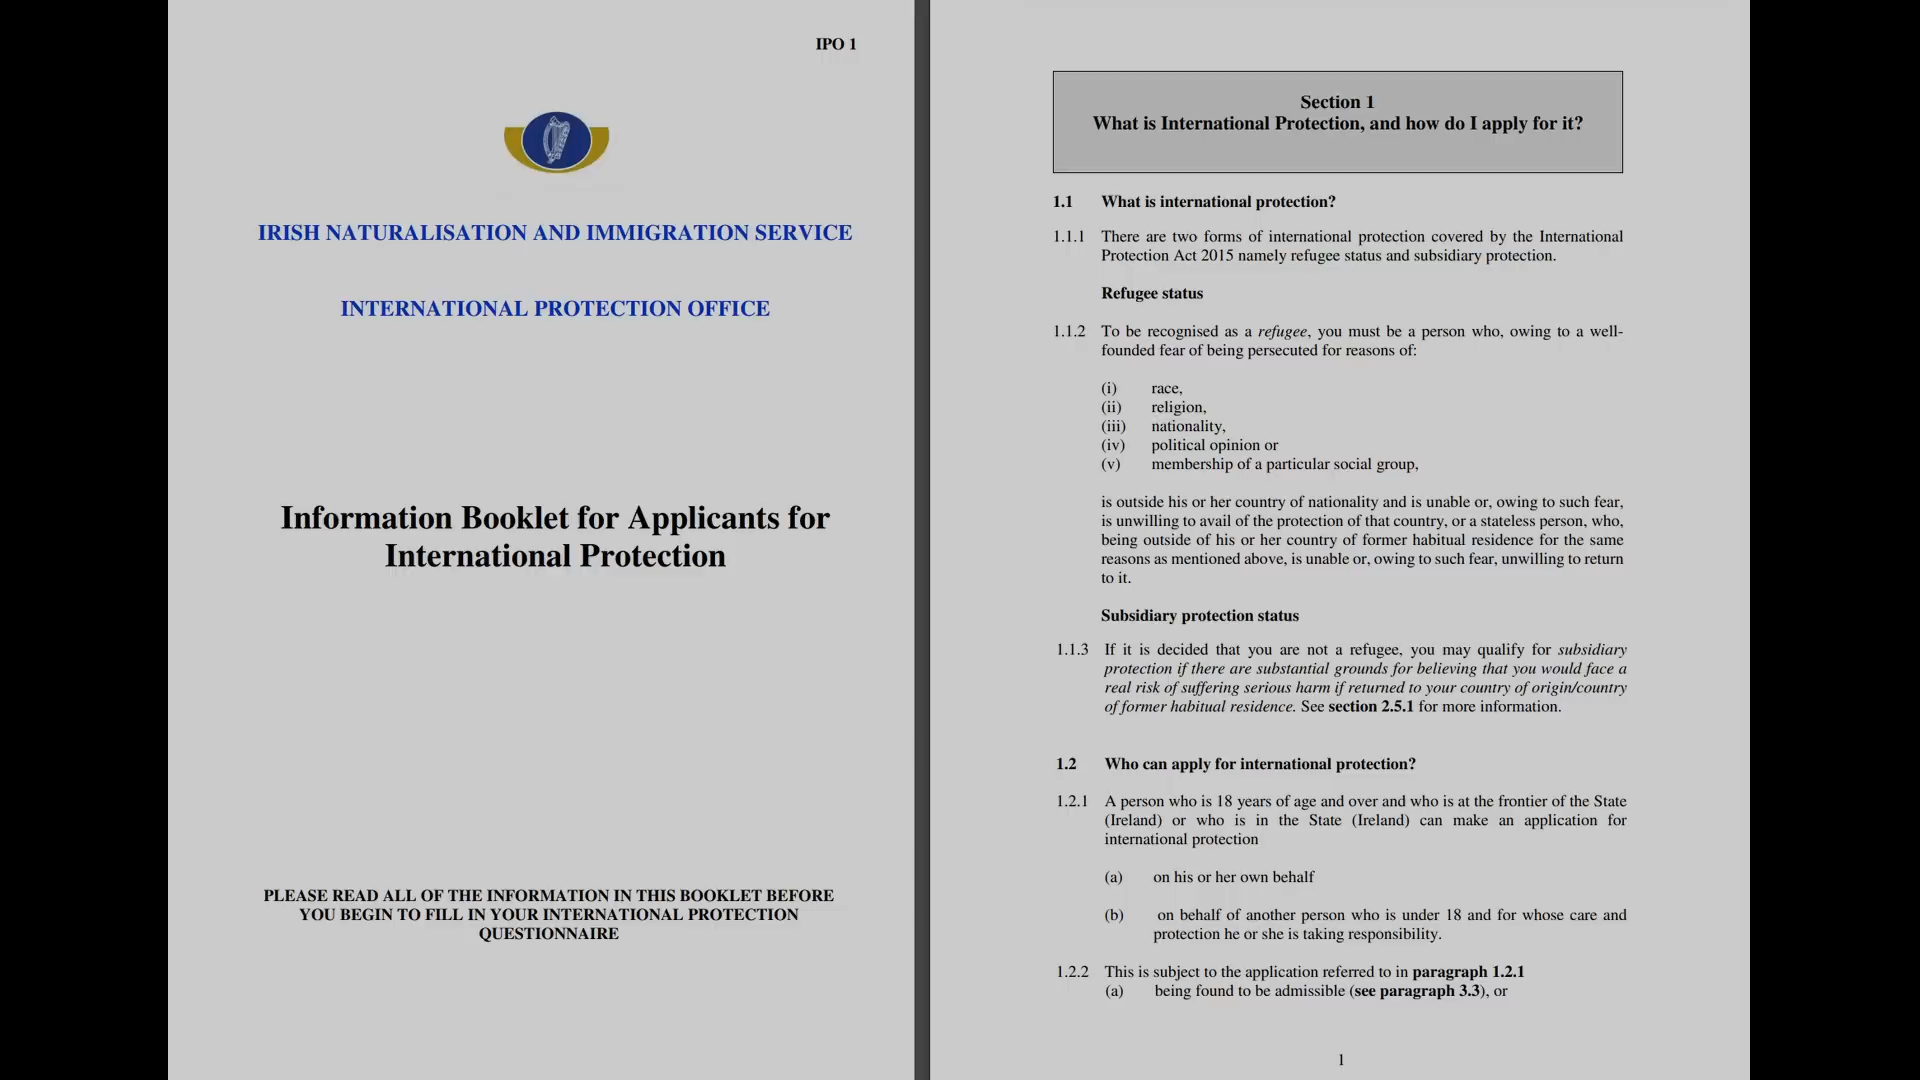 IPO 1
IRISH NATURALISATION AND IMMIGRATION SERVICE
INTERNATIONAL PROTECTION OFFICE
Information Booklet for Applicants for
International Protection
PLEASE READ ALL OF THE INFORMATION IN THIS BOOKLET BEFORE
YOU BEGIN TO FILL IN YOUR INTERNATIONAL PROTECTION
QUESTIONNAIRE
Section 1
What is International Protection, and how do I apply for it?
1.1 What is international protection?
1.1.1 There are two forms of international protection covered by the International
Protection Act 2015 namely refugee status and subsidiary protection.
Refugee status
1.1.2 To be recognised as a refugee, you must be a person who, owing to a well-
founded fear of being persecuted for reasons of:
(i) race,
(ii) religion,
(iii) nationality,
(iv) political opinion or
(v) membership of a particular social group,
is outside his or her country of nationality and is unable or, owing to such fear,
is unwilling to avail of the protection of that country, or a stateless person, who,
being outside of his or her country of former habitual residence for the same
reasons as mentioned above, is unable or, owing to such fear, unwilling to return
to it.
Subsidiary protection status
1.1.3 If it is decided that you are not a refugee, you may qualify for subsidiary
protection if there are substantial grounds for believing that you would face a
real risk of suffering serious harm if returned to your country of origin/country
of former habitual residence. See section 2.5.1 for more information.
1.2 Who can apply for international protection?
1.2.1 A person who is 18 years of age and over and who is at the frontier of the State
(Ireland) or who is in the State (Ireland) can make an application for
international protection
(a) on his or her own behalf
(b) on behalf of another person who is under 18 and for whose care and
protection he or she is taking responsibility.
1.2.2 This is subject to the application referred to in paragraph 1.2.1
(a) being found to be admissible (see paragraph 3.3), or
1